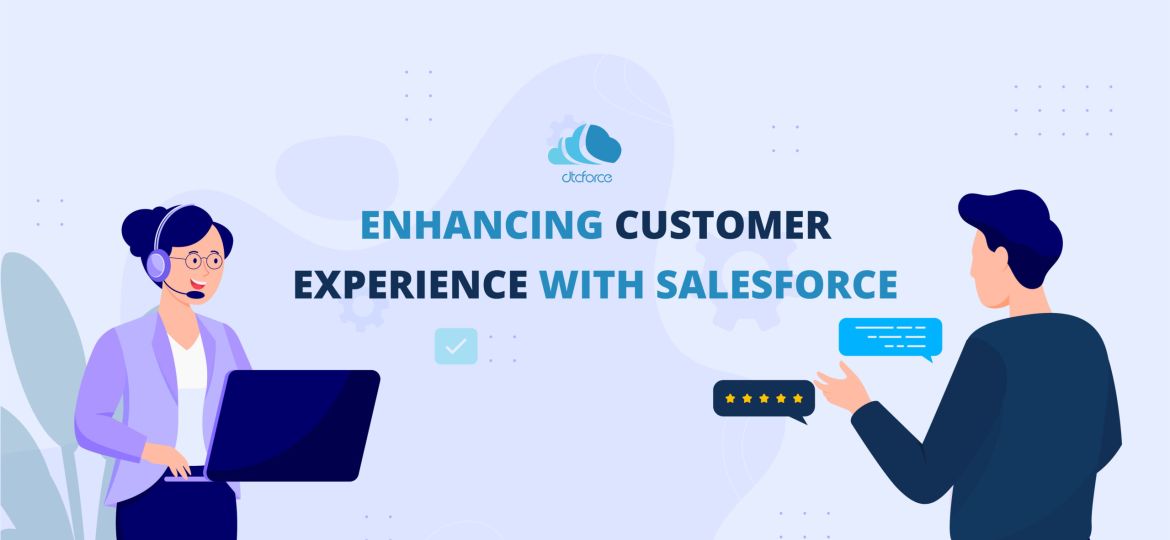 dtcforce
ENHANCING CUSTOMER
EXPERIENCE WITH SALESFORCE